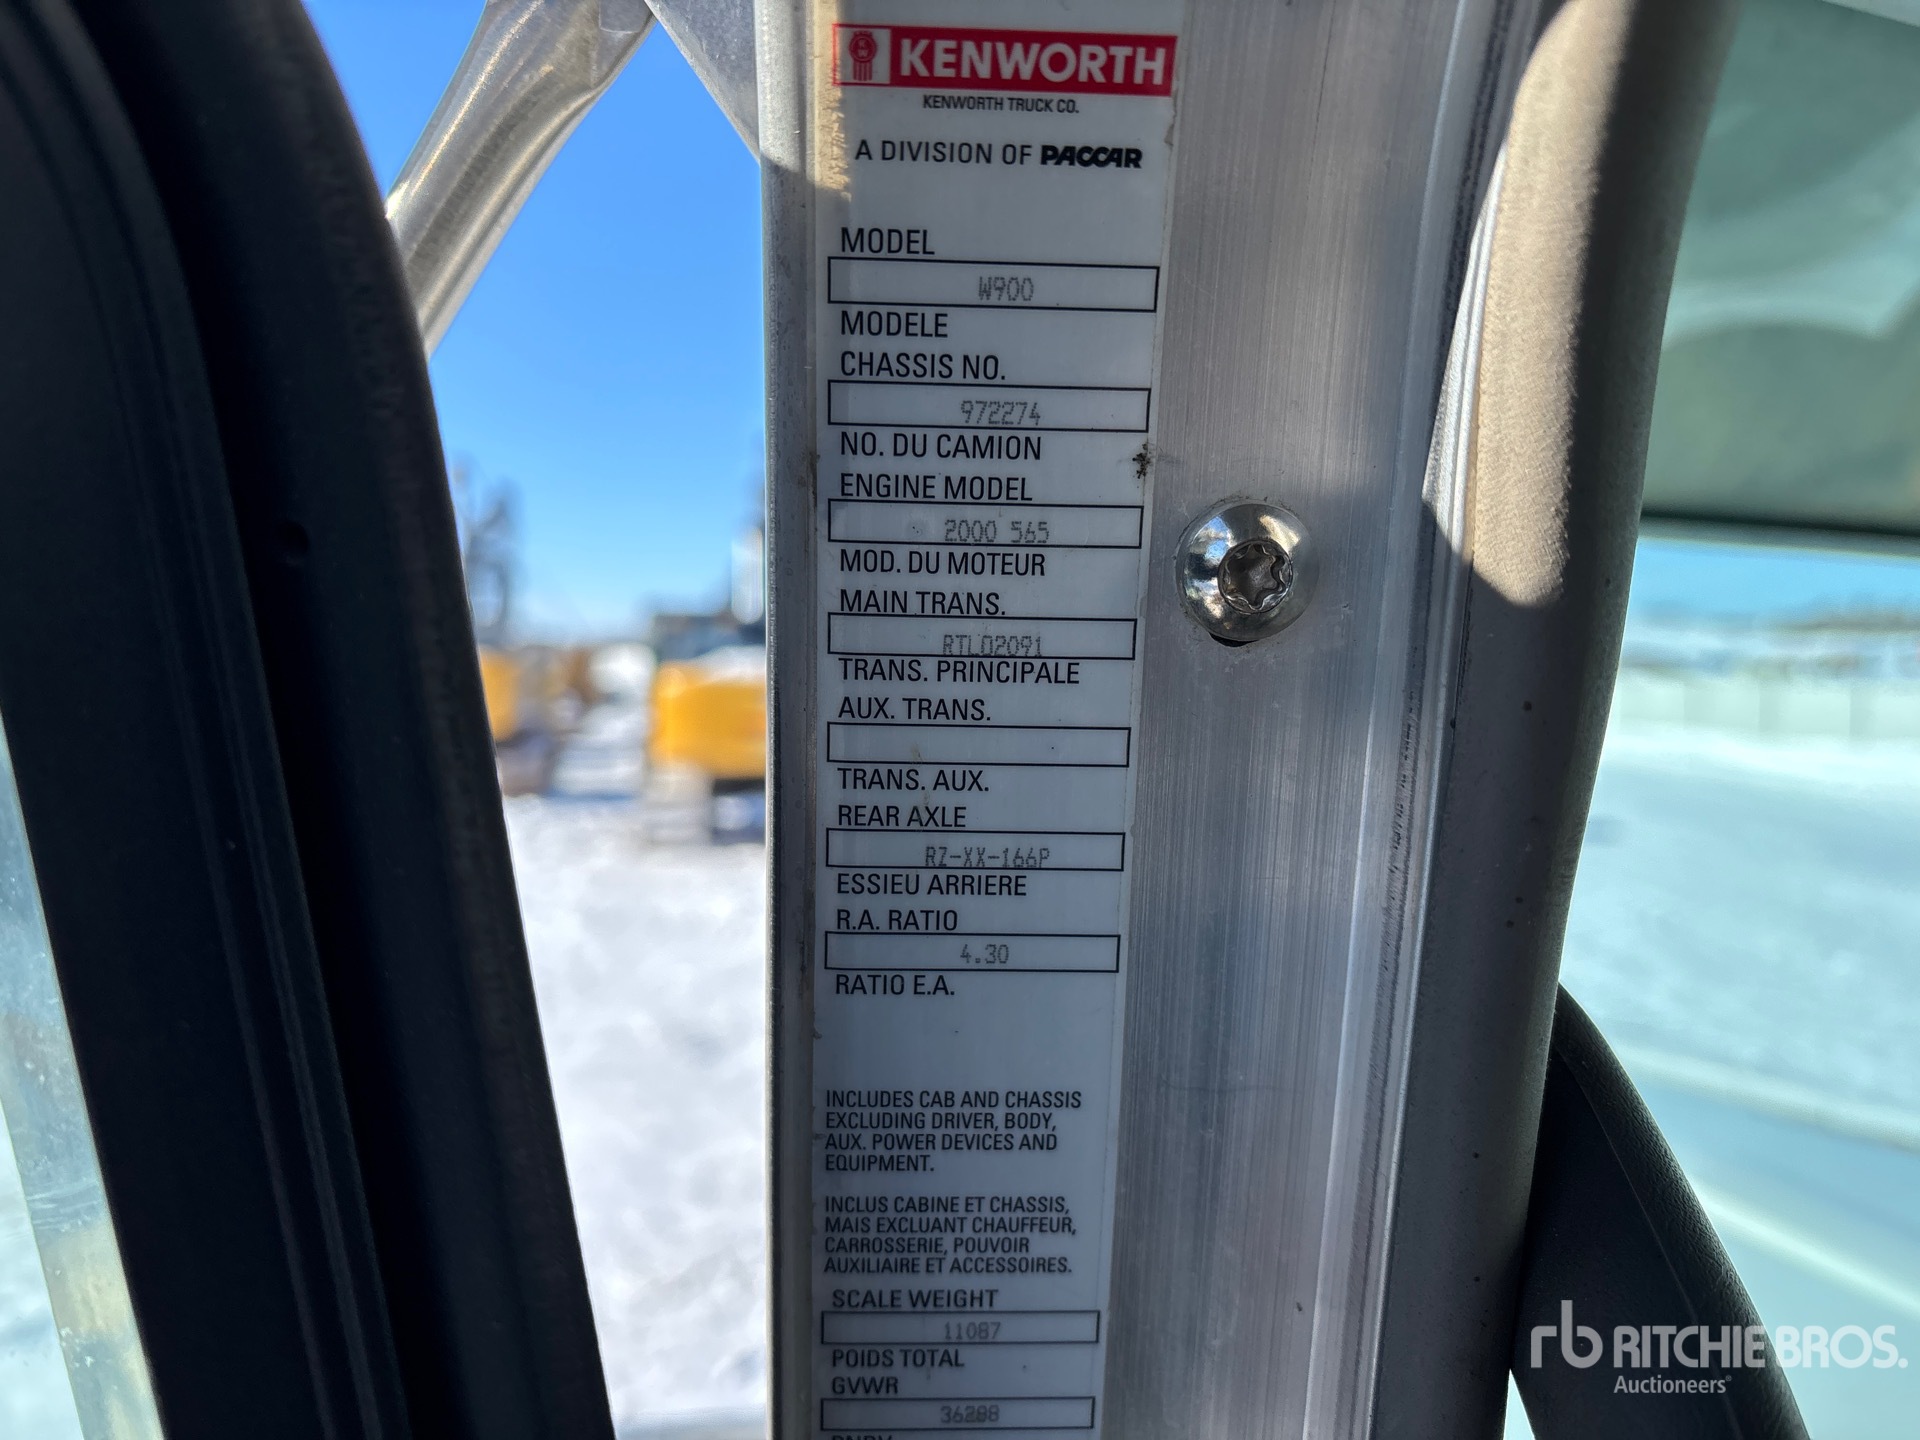 KENWORTH
KENWORTH TRUCK CO.
A DIVISION OF PACCAR
MODEL
W900
MODELE
CHASSIS NO.
972274
NO. DU CAMION
ENGINE MODEL
2000 565
MOD. DU MOTEUR
MAIN TRANS.
RTLO2091
TRANS. PRINCIPALE
AUX. TRANS.
TRANS. AUX.
REAR AXLE
RZ-XX-166P
ESSIEU ARRIERE
R.A. RATIO
4.30
RATIO E.A.
INCLUDES CAB AND CHASSIS
EXCLUDING DRIVER, BODY,
AUX. POWER DEVICES AND
EQUIPMENT.
INCLUS CABINE ET CHASSIS,
MAIS EXCLUANT CHAUFFEUR,
CARROSSERIE, POUVOIR
AUXILIAIRE ET ACCESSOIRES.
SCALE WEIGHT
11087
POIDS TOTAL
GVWR
36288
rb RITCHIE BROS.
Auctioneers